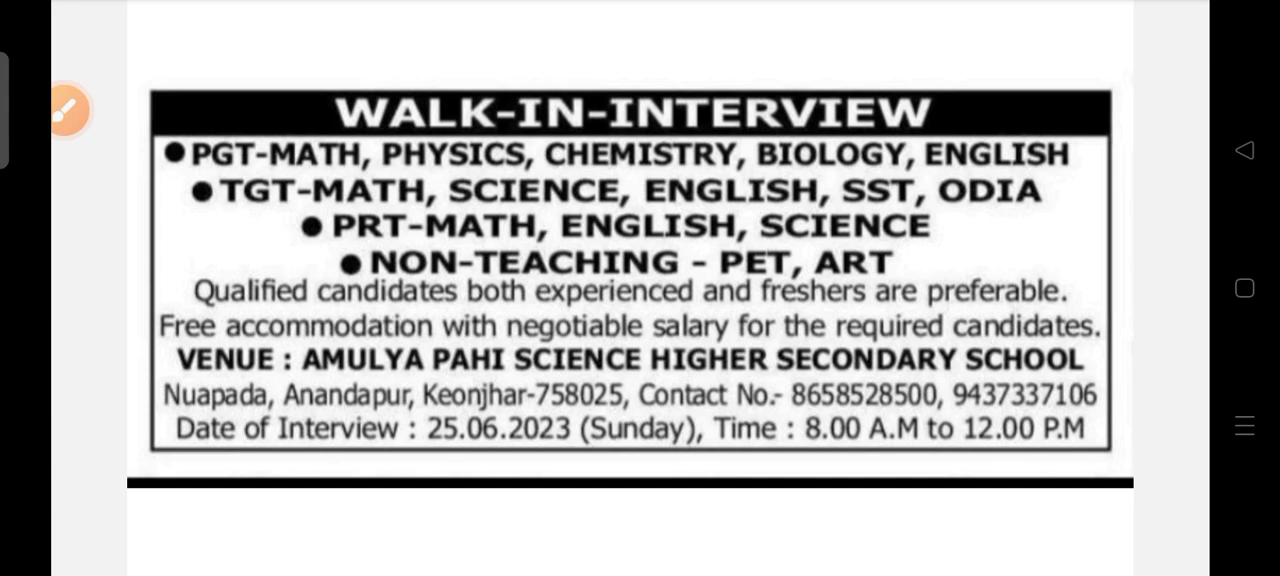 WALK-IN-INTERVIEW
●PGT-MATH, PHYSICS, CHEMISTRY, BIOLOGY, ENGLISH
●TGT-MATH, SCIENCE, ENGLISH, SST, ODIA
●PRT-MATH, ENGLISH, SCIENCE
●NON-TEACHING - PET, ART
Qualified candidates both experienced and freshers are preferable.
Free accommodation with negotiable salary for the required candidates.
VENUE : AMULYA PAHI SCIENCE HIGHER SECONDARY SCHOOL
Nuapada, Anandapur, Keonjhar-758025, Contact No.- 8658528500, 9437337106
Date of Interview : 25.06.2023 (Sunday), Time : 8.00 A.M to 12.00 P.M